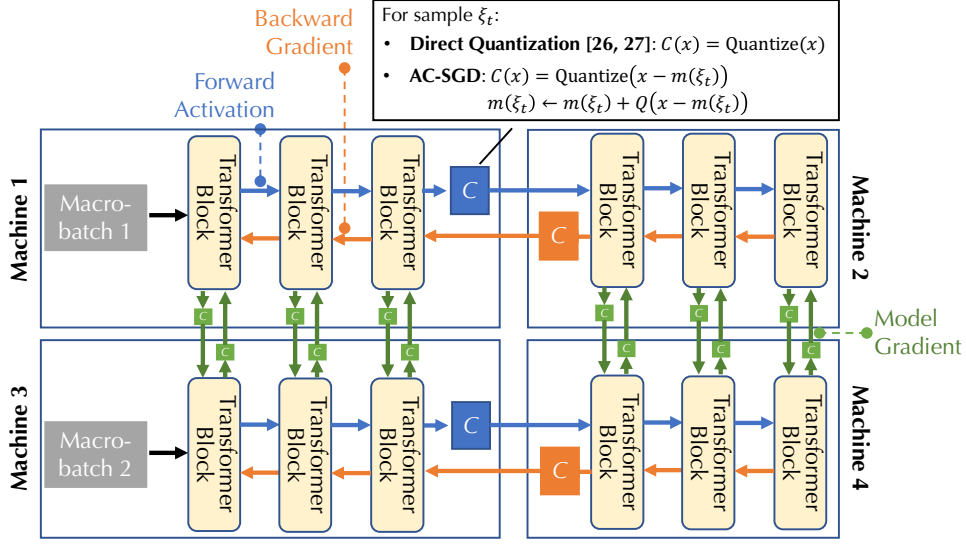 For sample ξ_t:
• Direct Quantization [26, 27]: C(x) = Quantize(x)
• AC-SGD: C(x) = Quantize(x − m(ξ_t))
m(ξ_t) ← m(ξ_t) + Q(x − m(ξ_t))
Backward
Gradient
Forward
Activation
Machine 1
Macro-
batch 1
Transformer
Block
Transformer
Block
Transformer
Block
C
C
Transformer
Block
Transformer
Block
Transformer
Block
Machine 2
C
C
C
C
C
C
C
C
C
C
C
C
Model
Gradient
Machine 3
Macro-
batch 2
Transformer
Block
Transformer
Block
Transformer
Block
C
C
Transformer
Block
Transformer
Block
Transformer
Block
Machine 4